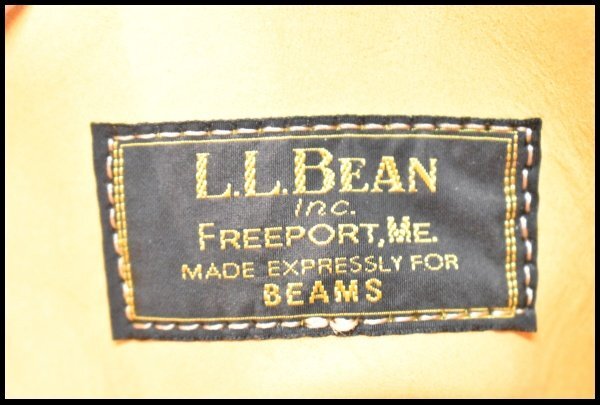 L.L.BEAN
inc.
FREEPORT,ME.
MADE EXPRESSLY FOR
BEAMS